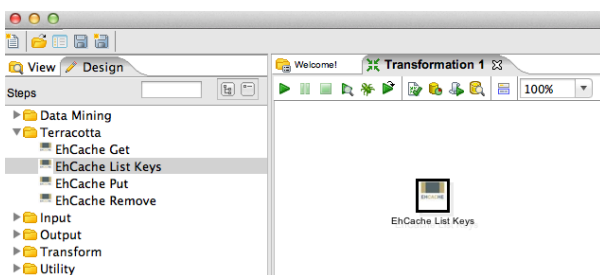 View
Design
Steps
Data Mining
Terracotta
EhCache Get
EhCache List Keys
EhCache Put
EhCache Remove
Input
Output
Transform
Utility
Welcome!
Transformation 1
100%
EHCACHE
EhCache List Keys